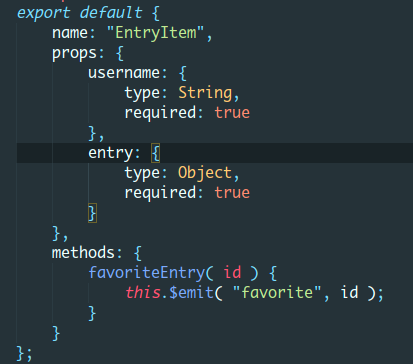 export default {
    name: "EntryItem",
    props: {
        username: {
            type: String,
            required: true
        },
        entry: {
            type: Object,
            required: true
        }
    },
    methods: {
        favoriteEntry( id ) {
            this.$emit( "favorite", id );
        }
    }
};